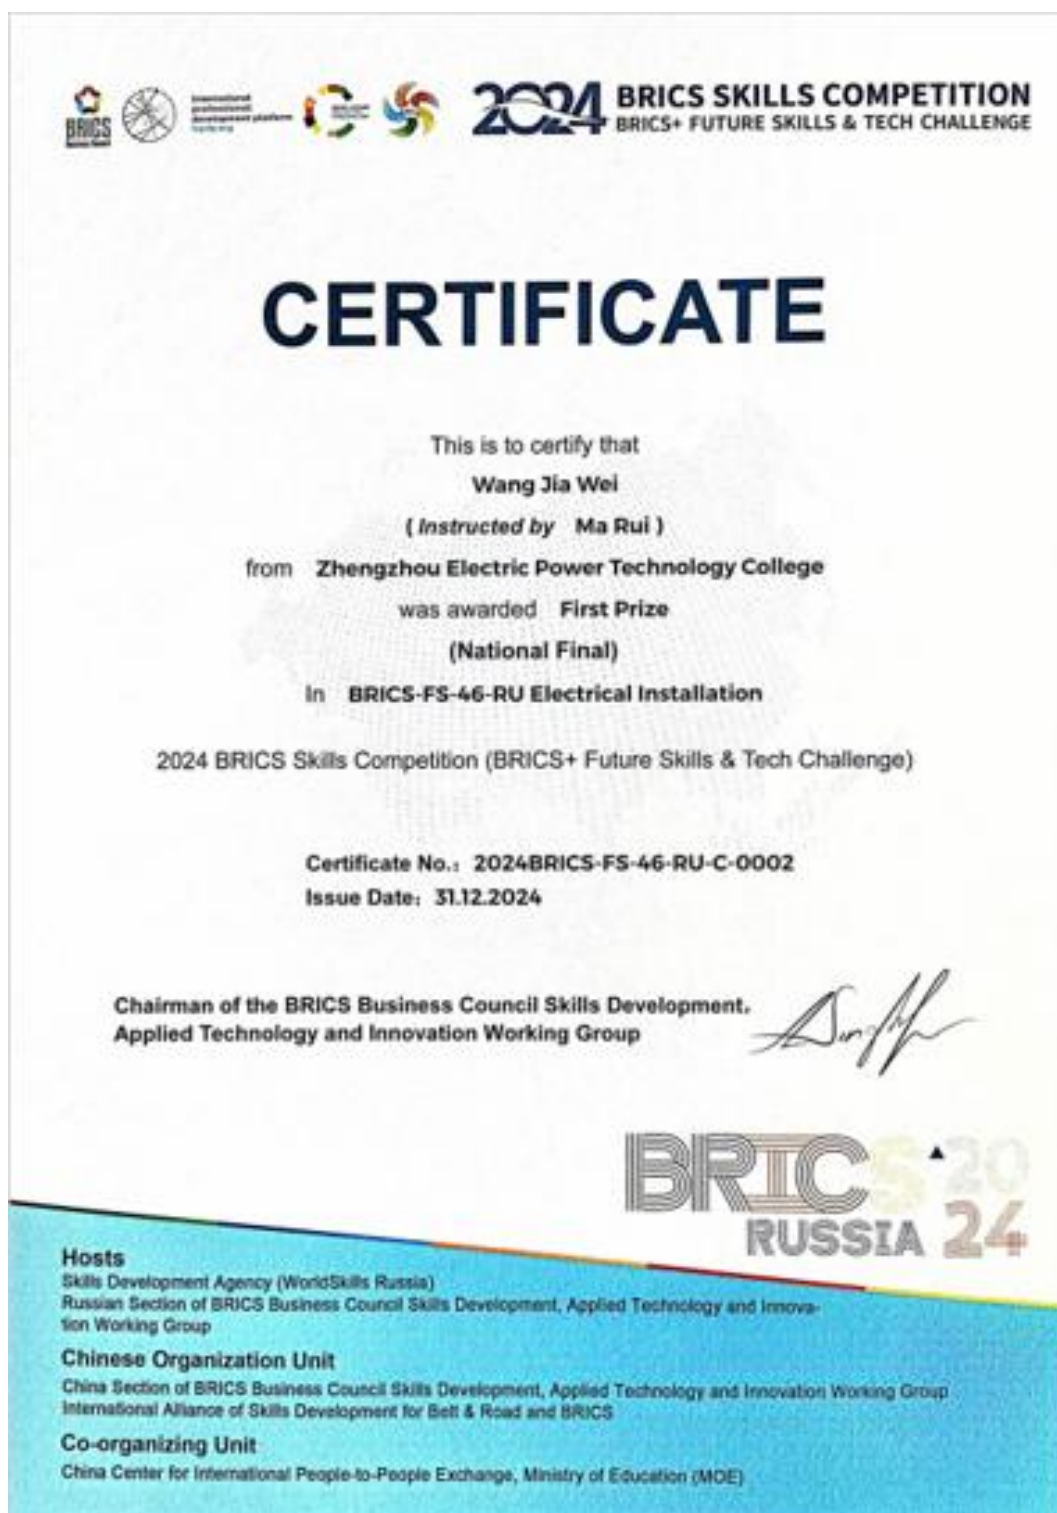 BRICS
International
professional
development platform
2024 BRICS SKILLS COMPETITION
BRICS+ FUTURE SKILLS & TECH CHALLENGE
CERTIFICATE
This is to certify that
Wang Jia Wei
( Instructed by Ma Rui )
from Zhengzhou Electric Power Technology College
was awarded First Prize
(National Final)
In BRICS-FS-46-RU Electrical Installation
2024 BRICS Skills Competition (BRICS+ Future Skills & Tech Challenge)
Certificate No.: 2024BRICS-FS-46-RU-C-0002
Issue Date: 31.12.2024
Chairman of the BRICS Business Council Skills Development,
Applied Technology and Innovation Working Group
BRICS 20
RUSSIA 24
Hosts
Skills Development Agency (WorldSkills Russia)
Russian Section of BRICS Business Council Skills Development, Applied Technology and Innova-
tion Working Group
Chinese Organization Unit
China Section of BRICS Business Council Skills Development, Applied Technology and Innovation Working Group
International Alliance of Skills Development for Belt & Road and BRICS
Co-organizing Unit
China Center for International People-to-People Exchange, Ministry of Education (MOE)